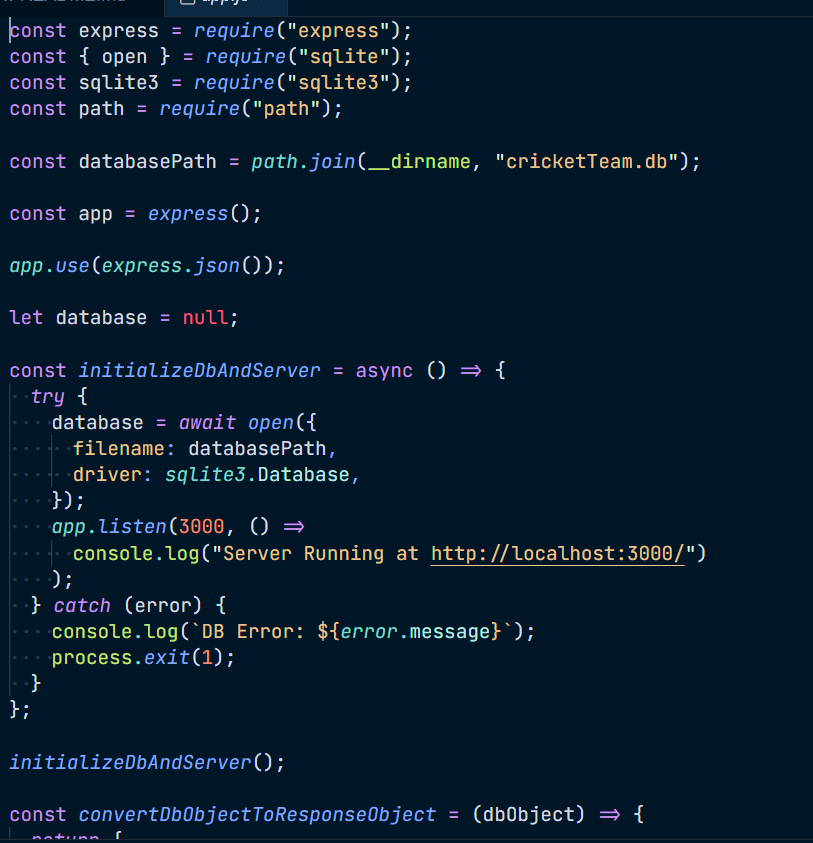 app.js
const express = require("express");
const { open } = require("sqlite");
const sqlite3 = require("sqlite3");
const path = require("path");
const databasePath = path.join(__dirname, "cricketTeam.db");
const app = express();
app.use(express.json());
let database = null;
const initializeDbAndServer = async () => {
  try {
    database = await open({
      filename: databasePath,
      driver: sqlite3.Database,
    });
    app.listen(3000, () =>
      console.log("Server Running at http://localhost:3000/")
    );
  } catch (error) {
    console.log(`DB Error: ${error.message}`);
    process.exit(1);
  }
};
initializeDbAndServer();
const convertDbObjectToResponseObject = (dbObject) => {
  return {